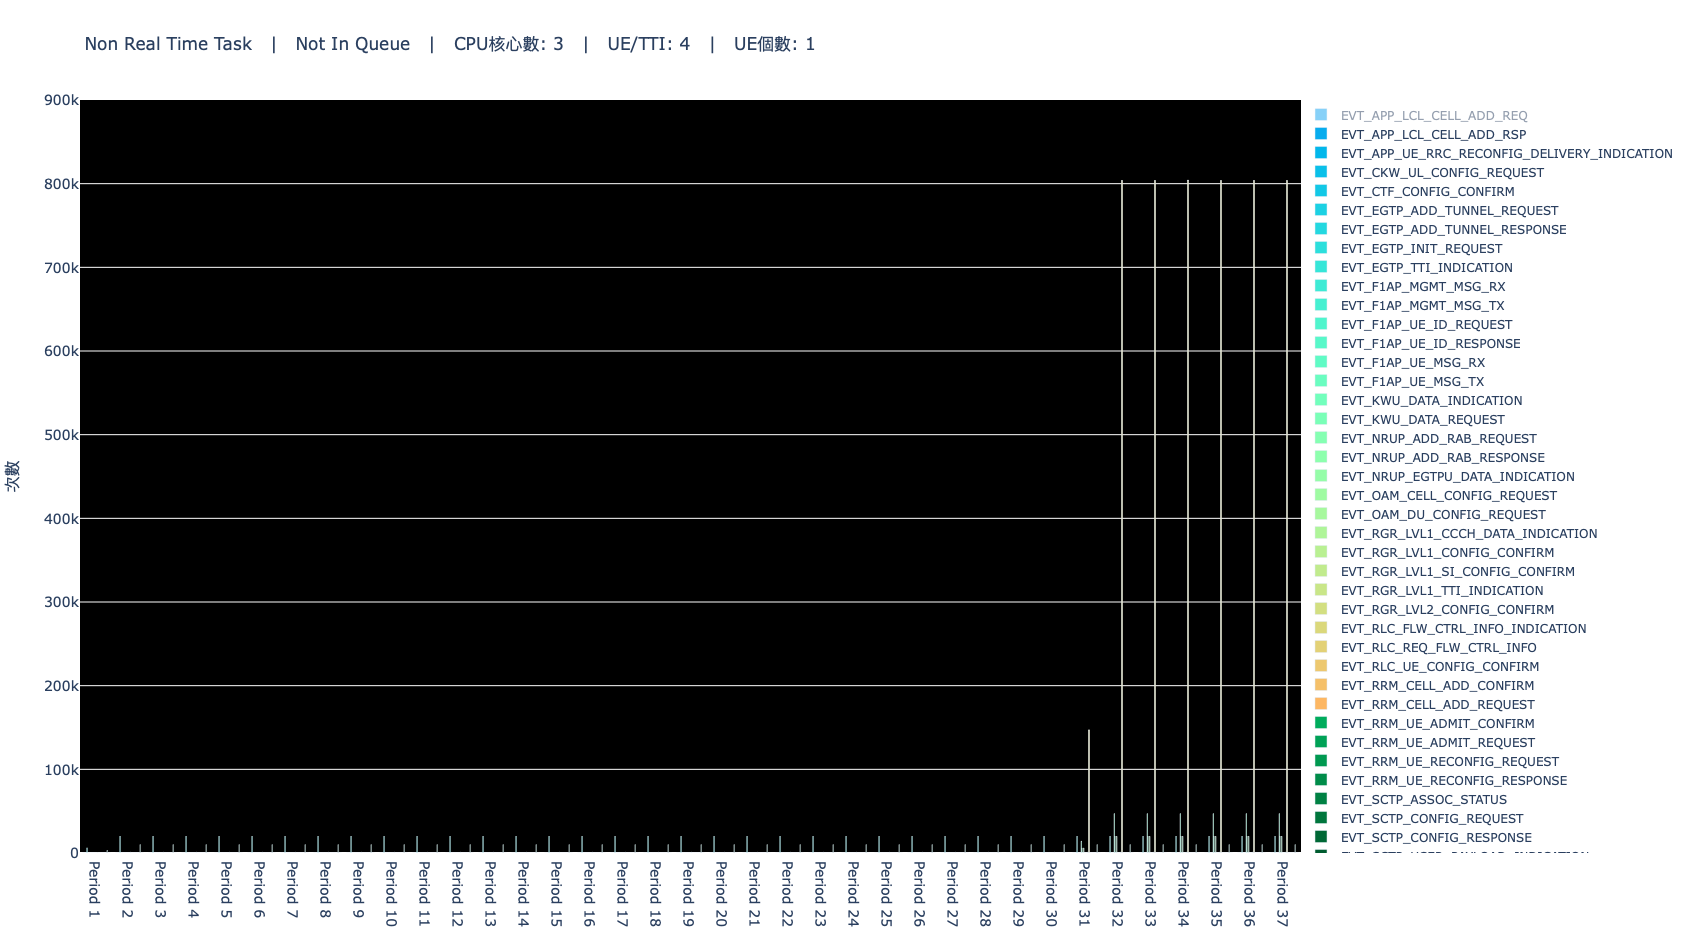 Non Real Time Task | Not In Queue | CPU核心數: 3 | UE/TTI: 4 | UE個數: 1
次數
900k
800k
700k
600k
500k
400k
300k
200k
100k
0
Period 1
Period 2
Period 3
Period 4
Period 5
Period 6
Period 7
Period 8
Period 9
Period 10
Period 11
Period 12
Period 13
Period 14
Period 15
Period 16
Period 17
Period 18
Period 19
Period 20
Period 21
Period 22
Period 23
Period 24
Period 25
Period 26
Period 27
Period 28
Period 29
Period 30
Period 31
Period 32
Period 33
Period 34
Period 35
Period 36
Period 37
EVT_APP_LCL_CELL_ADD_REQ
EVT_APP_LCL_CELL_ADD_RSP
EVT_APP_UE_RRC_RECONFIG_DELIVERY_INDICATION
EVT_CKW_UL_CONFIG_REQUEST
EVT_CTF_CONFIG_CONFIRM
EVT_EGTP_ADD_TUNNEL_REQUEST
EVT_EGTP_ADD_TUNNEL_RESPONSE
EVT_EGTP_INIT_REQUEST
EVT_EGTP_TTI_INDICATION
EVT_F1AP_MGMT_MSG_RX
EVT_F1AP_MGMT_MSG_TX
EVT_F1AP_UE_ID_REQUEST
EVT_F1AP_UE_ID_RESPONSE
EVT_F1AP_UE_MSG_RX
EVT_F1AP_UE_MSG_TX
EVT_KWU_DATA_INDICATION
EVT_KWU_DATA_REQUEST
EVT_NRUP_ADD_RAB_REQUEST
EVT_NRUP_ADD_RAB_RESPONSE
EVT_NRUP_EGTPU_DATA_INDICATION
EVT_OAM_CELL_CONFIG_REQUEST
EVT_OAM_DU_CONFIG_REQUEST
EVT_RGR_LVL1_CCCH_DATA_INDICATION
EVT_RGR_LVL1_CONFIG_CONFIRM
EVT_RGR_LVL1_SI_CONFIG_CONFIRM
EVT_RGR_LVL1_TTI_INDICATION
EVT_RGR_LVL2_CONFIG_CONFIRM
EVT_RLC_FLW_CTRL_INFO_INDICATION
EVT_RLC_REQ_FLW_CTRL_INFO
EVT_RLC_UE_CONFIG_CONFIRM
EVT_RRM_CELL_ADD_CONFIRM
EVT_RRM_CELL_ADD_REQUEST
EVT_RRM_UE_ADMIT_CONFIRM
EVT_RRM_UE_ADMIT_REQUEST
EVT_RRM_UE_RECONFIG_REQUEST
EVT_RRM_UE_RECONFIG_RESPONSE
EVT_SCTP_ASSOC_STATUS
EVT_SCTP_CONFIG_REQUEST
EVT_SCTP_CONFIG_RESPONSE